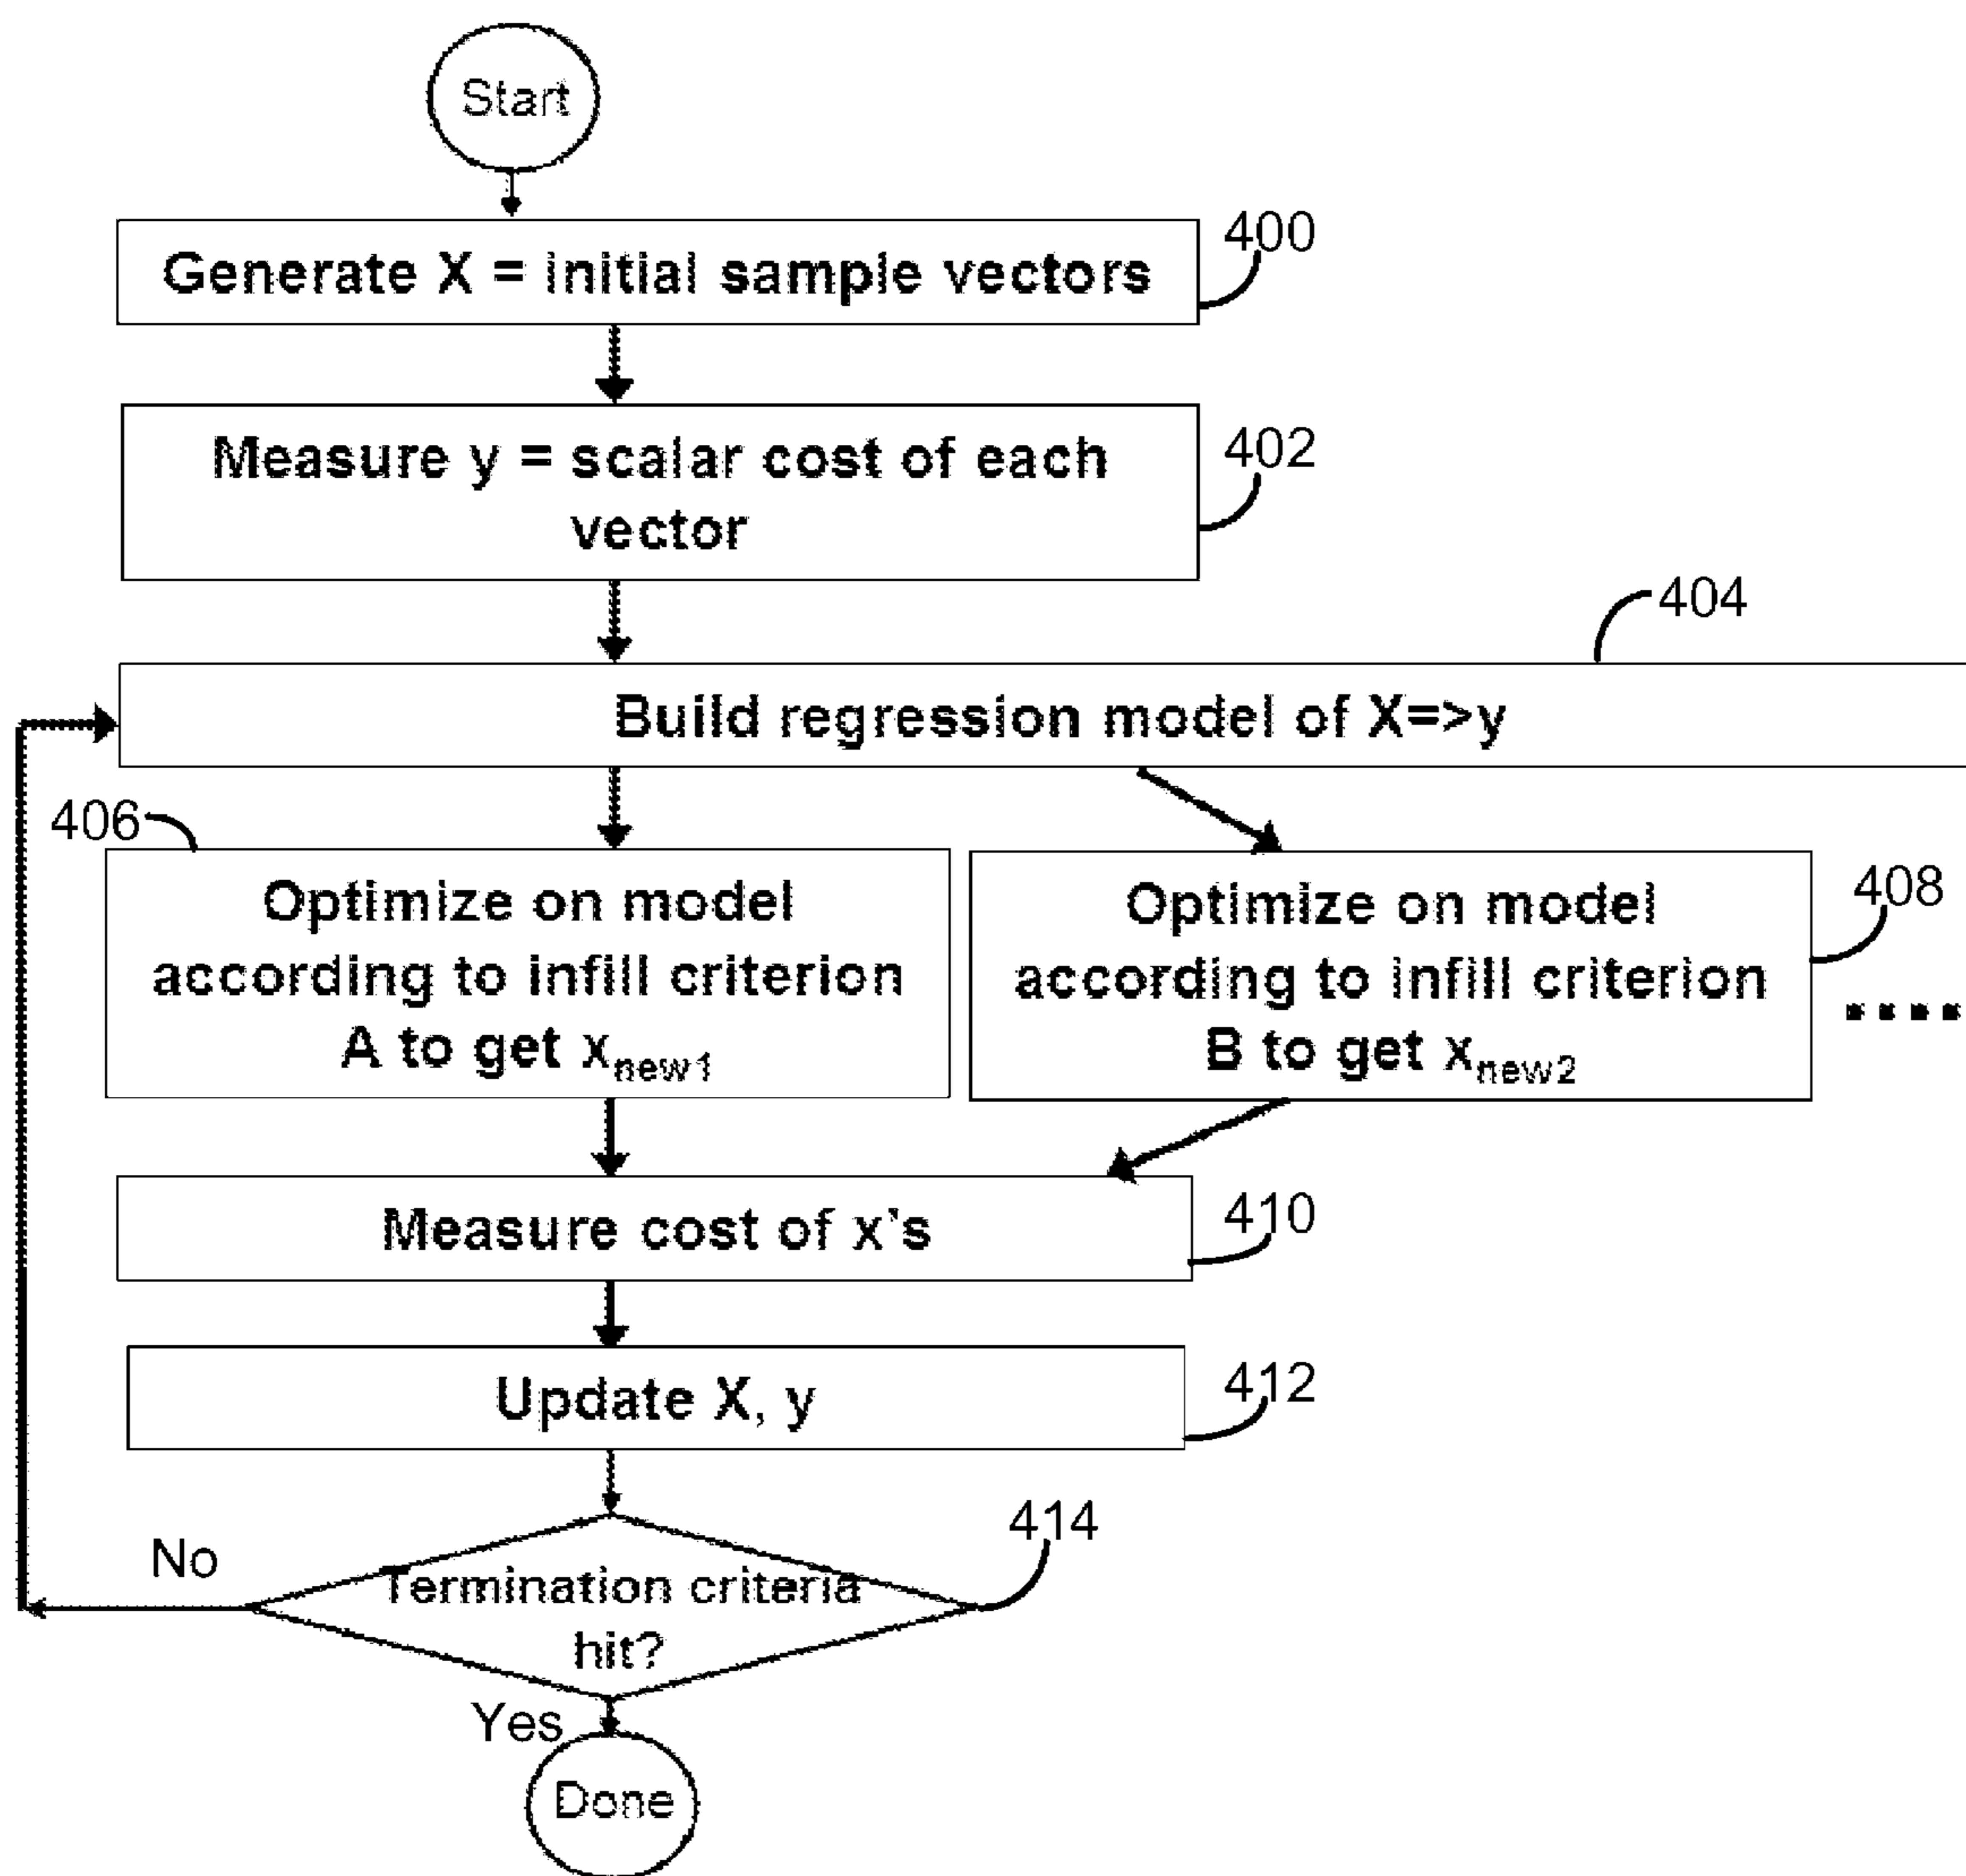 Start
Generate X = initial sample vectors
400
Measure y = scalar cost of each
vector
402
404
Build regression model of X=>y
406
Optimize on model
according to infill criterion
A to get xnew1
Optimize on model
according to infill criterion
B to get xnew2
408
Measure cost of x's
410
Update X, y
412
Termination criteria
hit?
414
No
Yes
Done